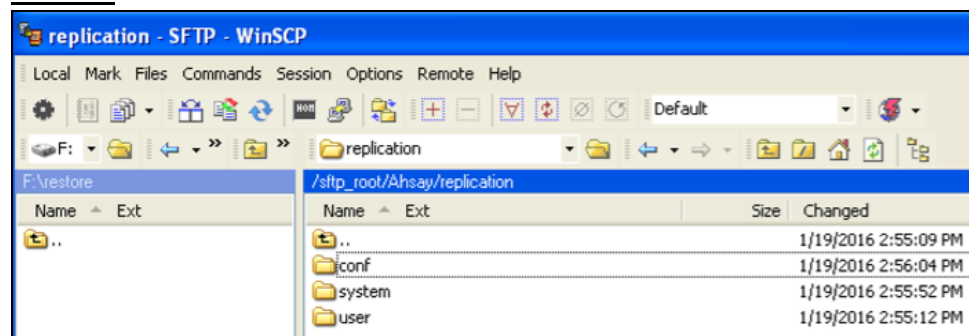 replication - SFTP - WinSCP
Local Mark Files Commands Session Options Remote Help
Default
F: replication
F:\restore /sftp_root/Ahsay/replication
Name Ext Name Ext Size Changed
.. .. 1/19/2016 2:55:09 PM
conf 1/19/2016 2:56:04 PM
system 1/19/2016 2:55:52 PM
user 1/19/2016 2:55:12 PM